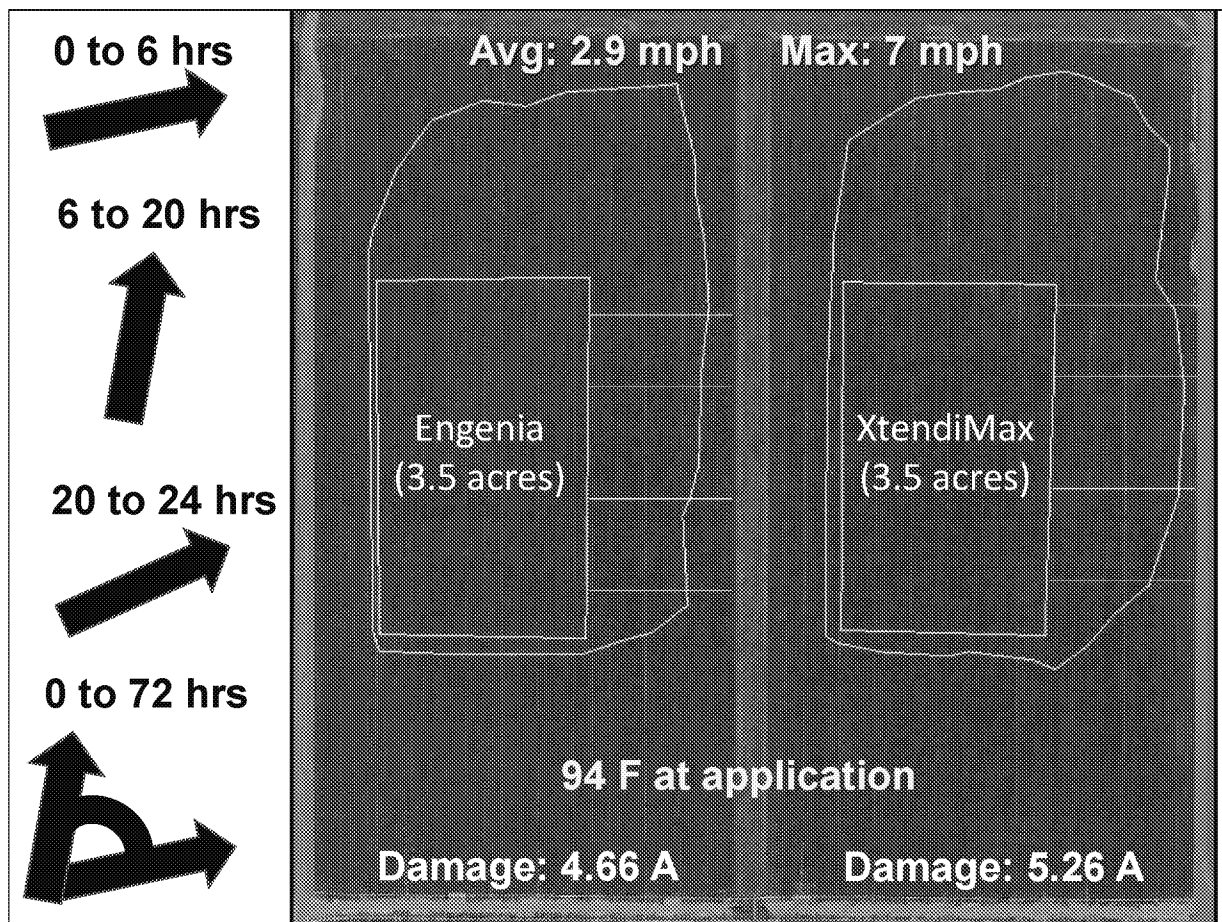 0 to 6 hrs
6 to 20 hrs
20 to 24 hrs
0 to 72 hrs
Avg: 2.9 mph Max: 7 mph
Engenia
(3.5 acres)
XtendiMax
(3.5 acres)
94 F at application
Damage: 4.66 A
Damage: 5.26 A